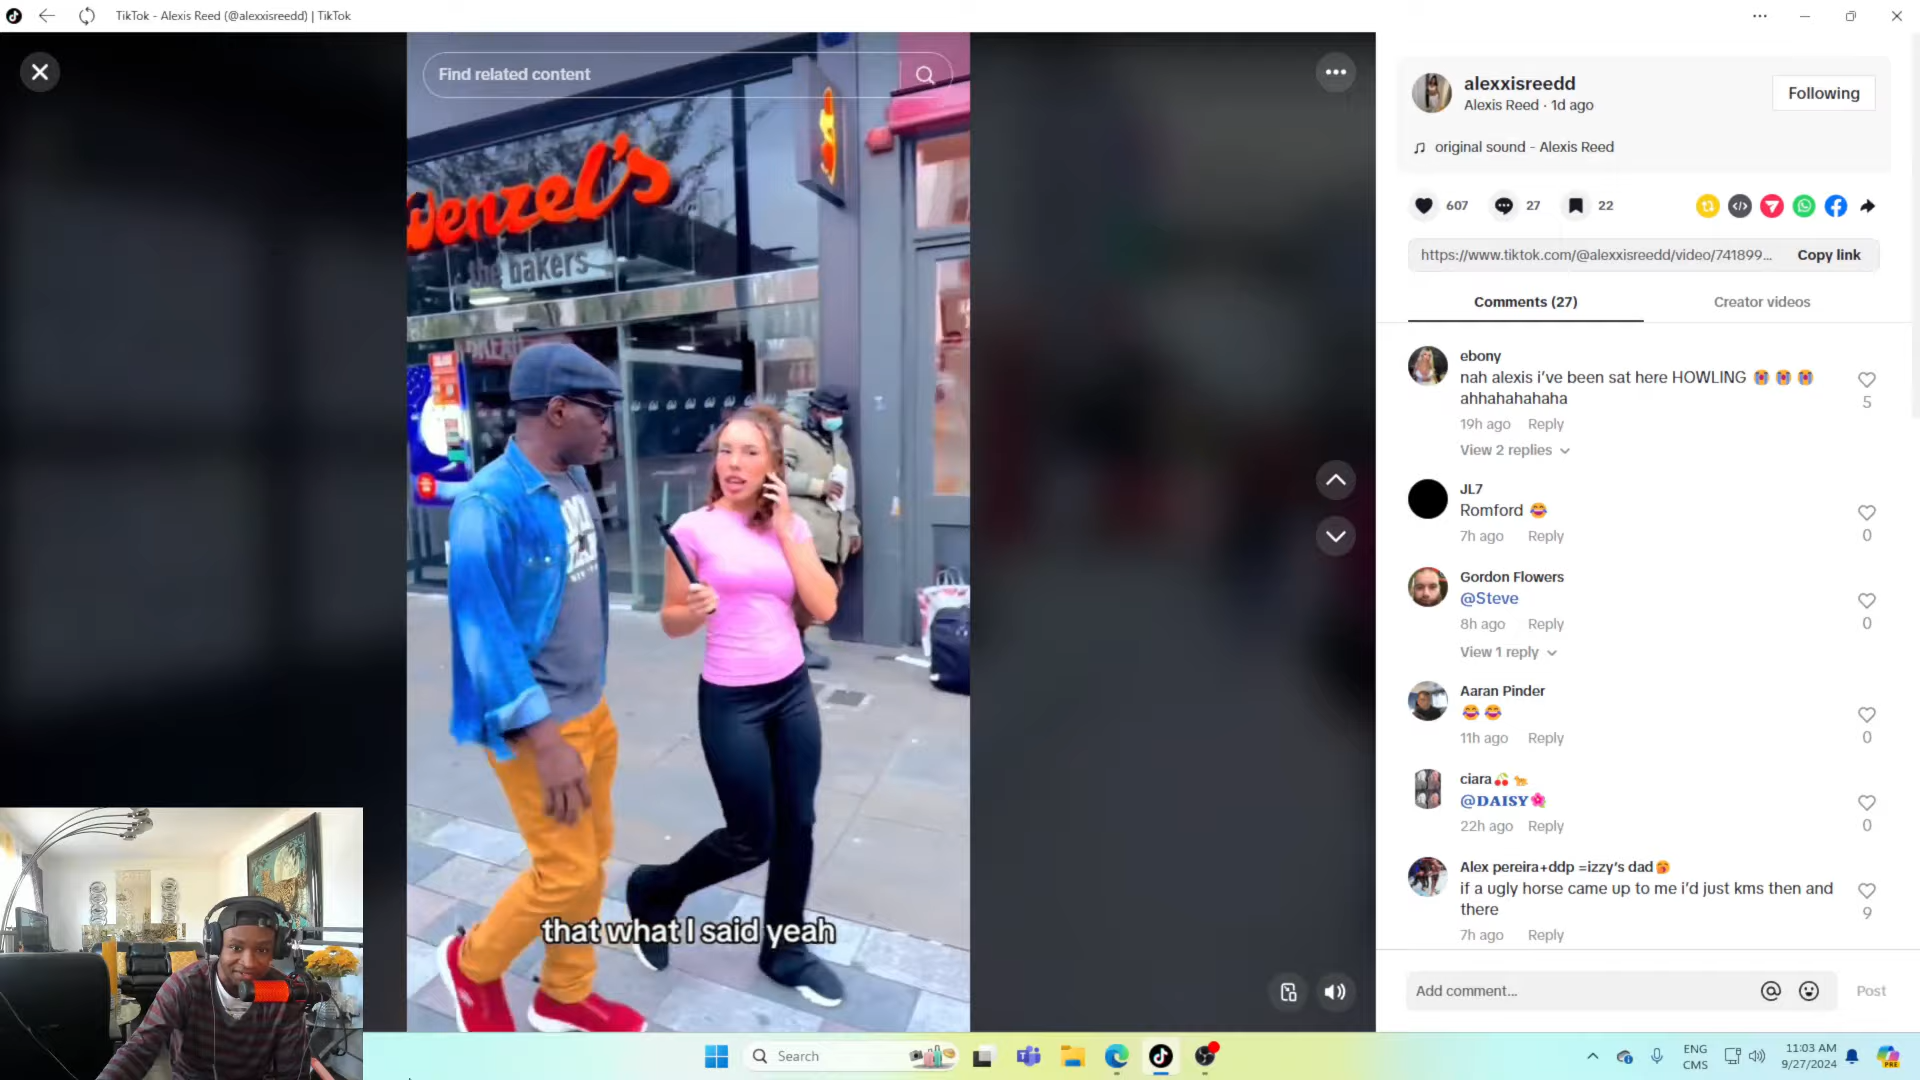 TikTok - Alexis Reed (@alexxisreedd) | TikTok
Find related content
Wenzel's
the bakers
that what I said yeah
alexxisreedd
Alexis Reed · 1d ago
Following
original sound - Alexis Reed
607
27
22
https://www.tiktok.com/@alexxisreedd/video/741899...
Copy link
Comments (27)
Creator videos
ebony
nah alexis i've been sat here HOWLING 😭 😭 😭
ahhahahahaha
5
19h ago Reply
View 2 replies
JL7
Romford 😂
0
7h ago Reply
Gordon Flowers
@Steve
0
8h ago Reply
View 1 reply
Aaran Pinder
😂 😂
0
11h ago Reply
ciara🍒 🐆
@𝐃𝐀𝐈𝐒𝐘🌺
0
22h ago Reply
Alex pereira+ddp =izzy's dad🥱
if a ugly horse came up to me i'd just kms then and
there
9
7h ago Reply
Add comment...
Post
Search
ENG
CMS
11:03 AM
9/27/2024
PRE